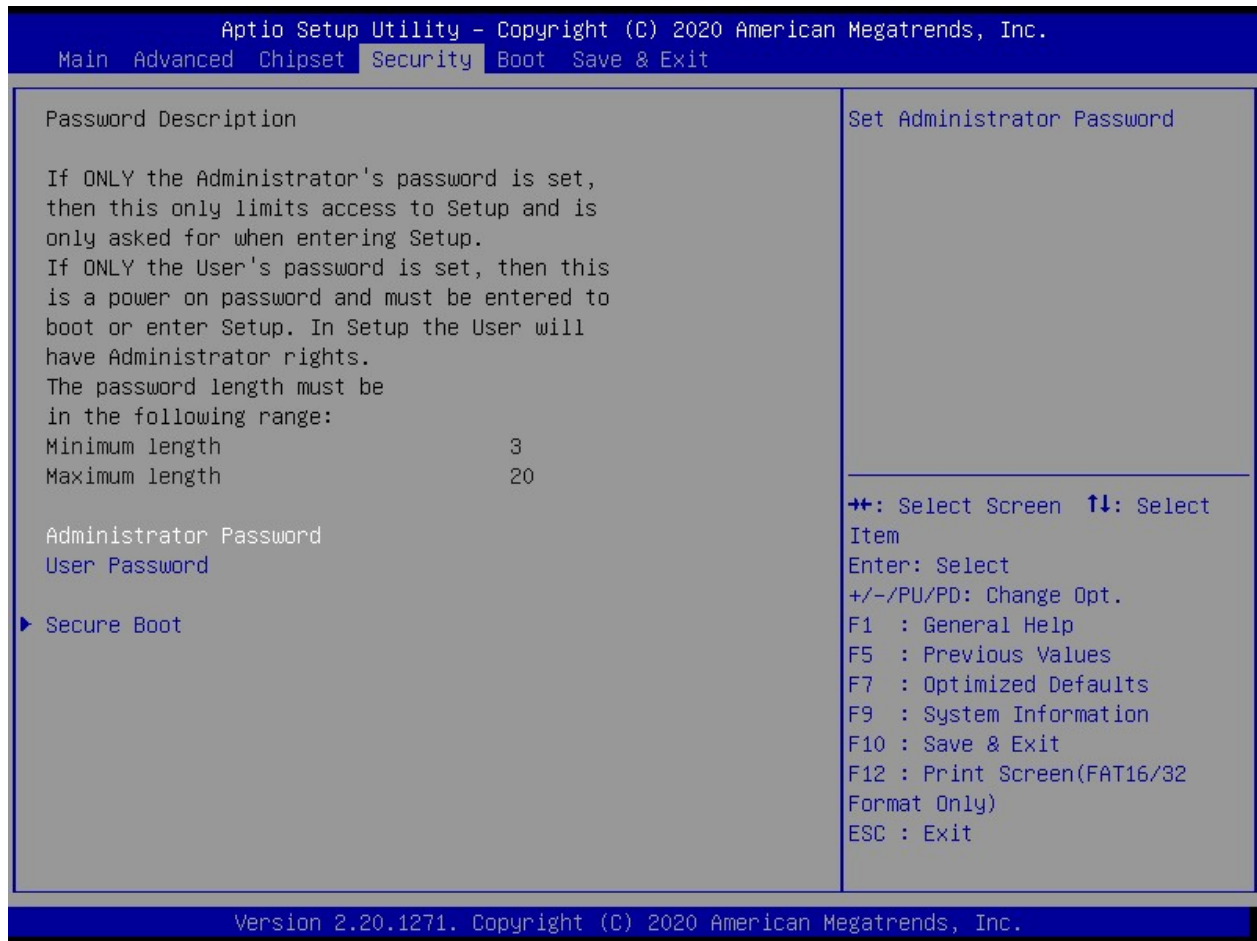 Aptio Setup Utility – Copyright (C) 2020 American Megatrends, Inc.
Main Advanced Chipset Security Boot Save & Exit
Password Description
If ONLY the Administrator's password is set,
then this only limits access to Setup and is
only asked for when entering Setup.
If ONLY the User's password is set, then this
is a power on password and must be entered to
boot or enter Setup. In Setup the User will
have Administrator rights.
The password length must be
in the following range:
Minimum length 3
Maximum length 20
Administrator Password
User Password
▶ Secure Boot
Set Administrator Password
→←: Select Screen ↑↓: Select
Item
Enter: Select
+/-/PU/PD: Change Opt.
F1 : General Help
F5 : Previous Values
F7 : Optimized Defaults
F9 : System Information
F10 : Save & Exit
F12 : Print Screen(FAT16/32
Format Only)
ESC : Exit
Version 2.20.1271. Copyright (C) 2020 American Megatrends, Inc.